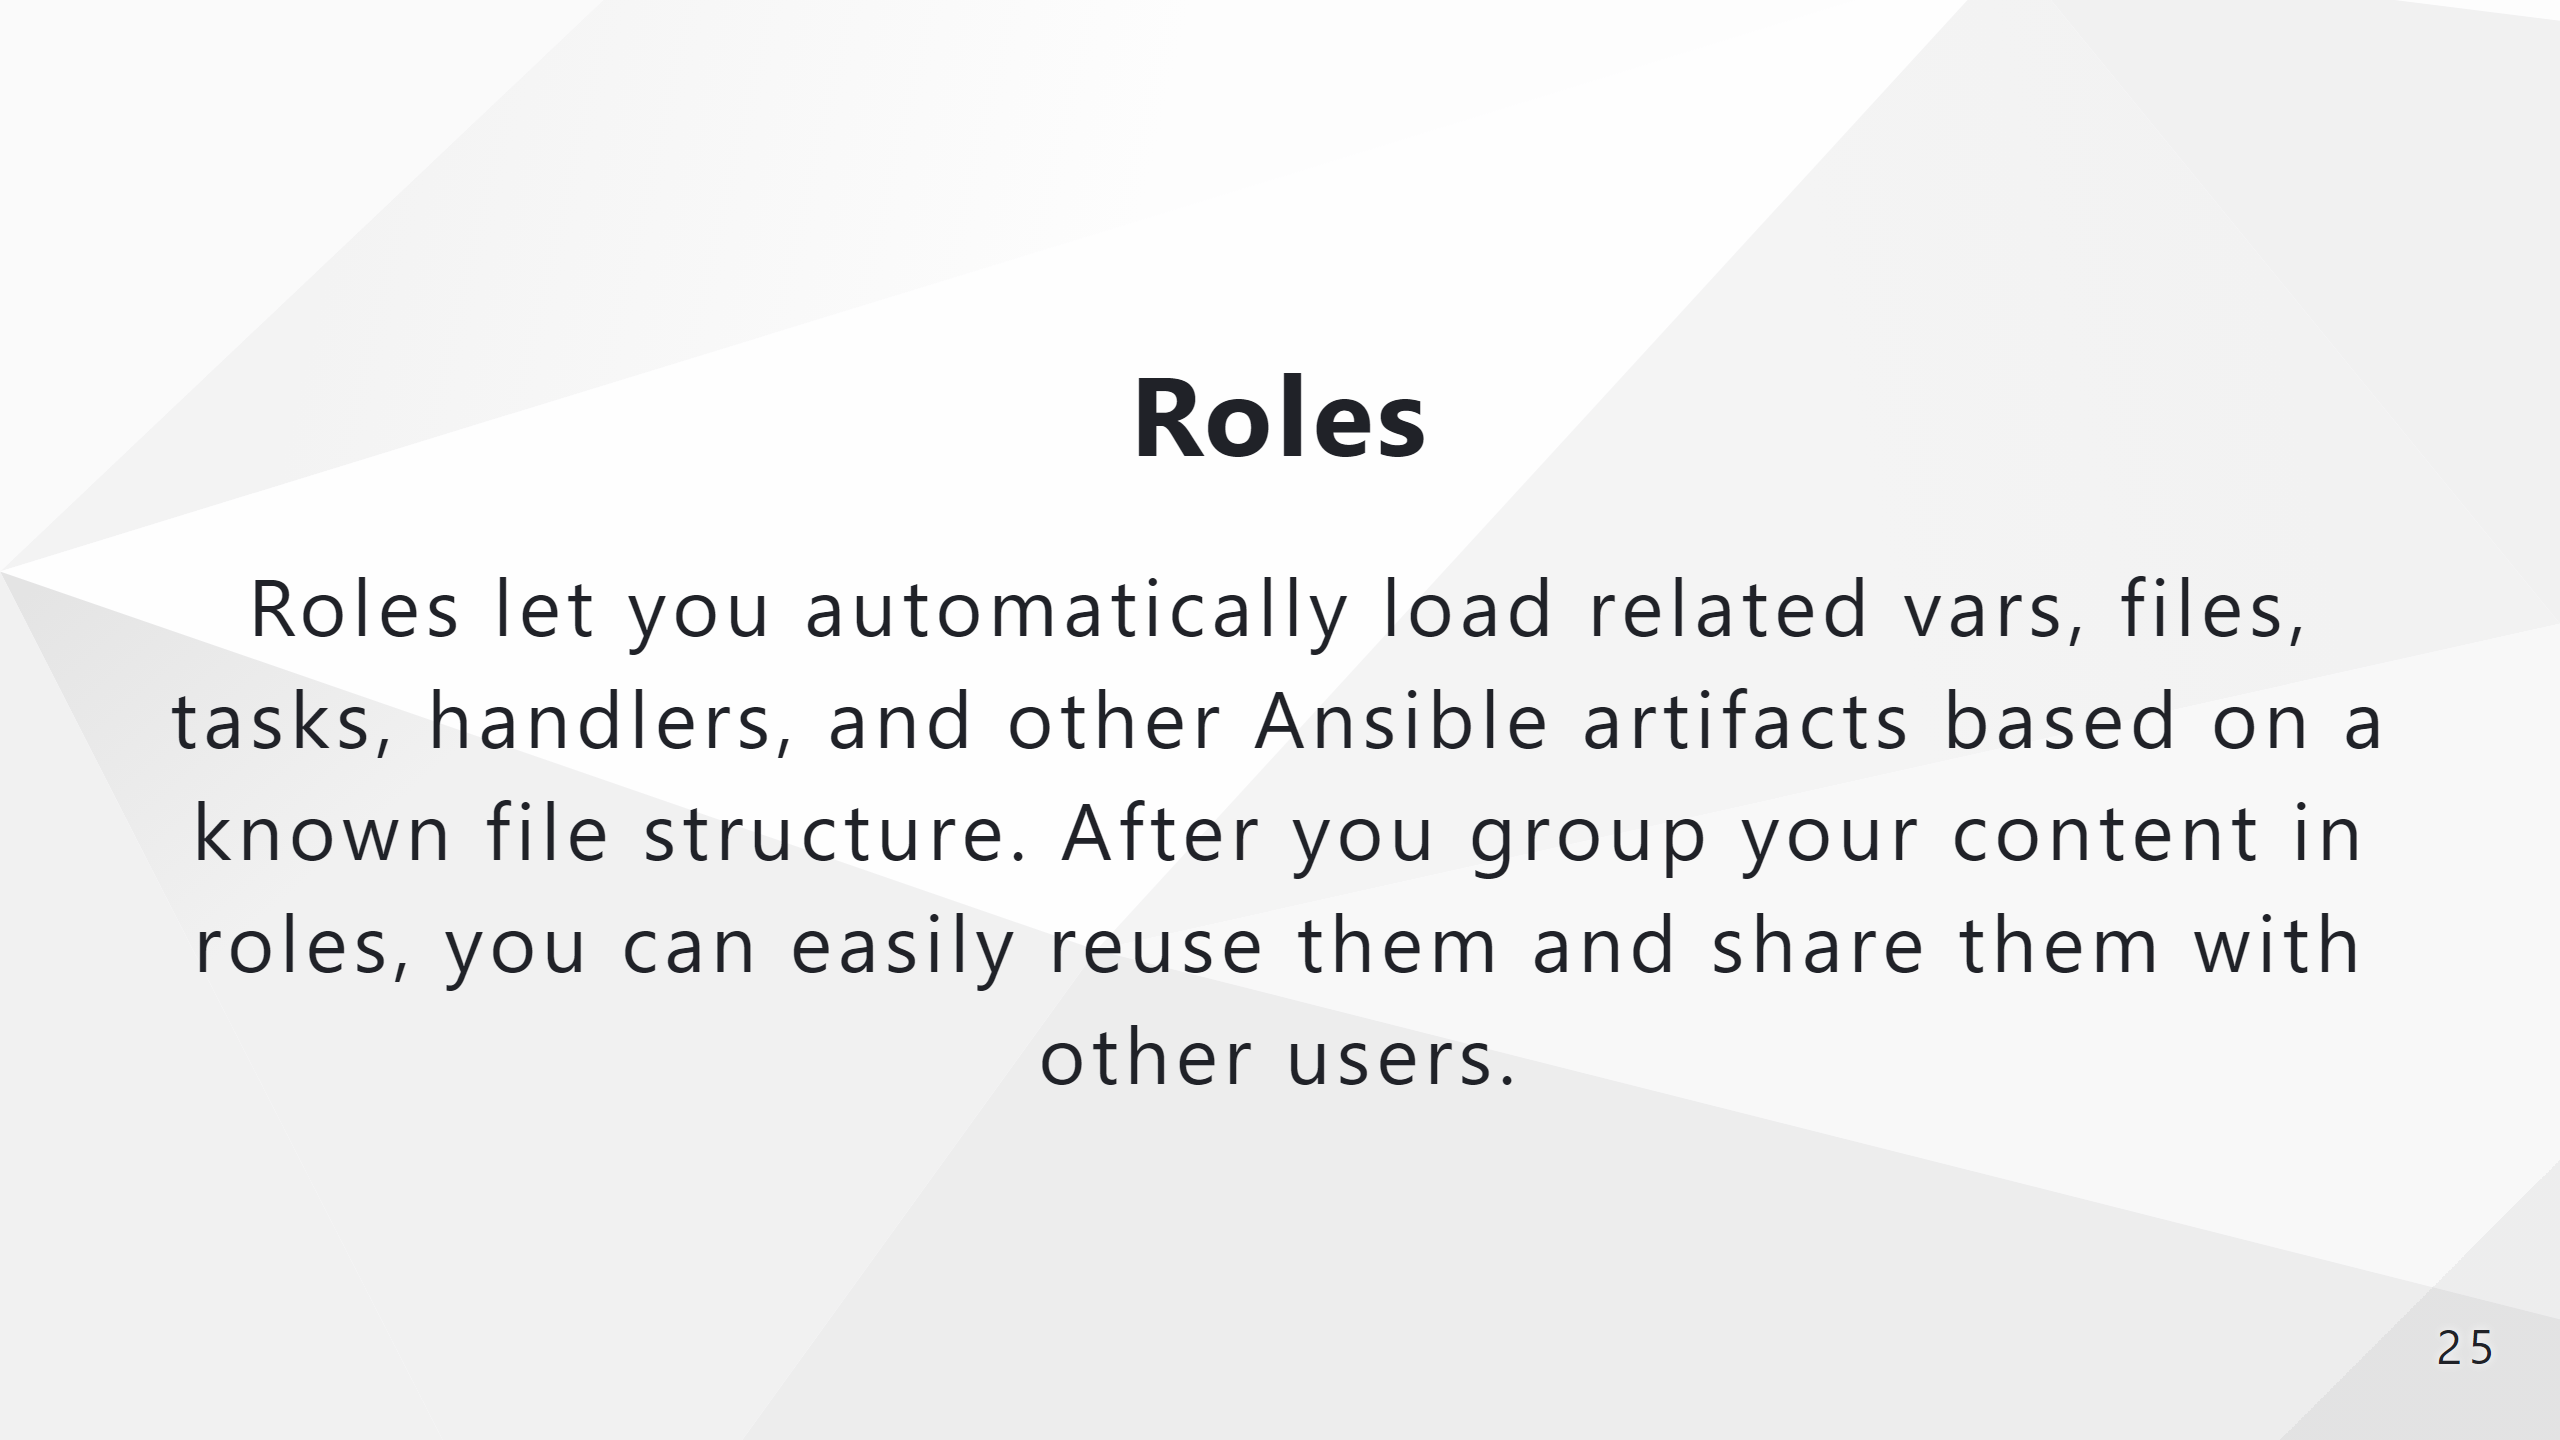 Roles
Roles let you automatically load related vars, files,
tasks, handlers, and other Ansible artifacts based on a
known file structure. After you group your content in
roles, you can easily reuse them and share them with
other users.
25